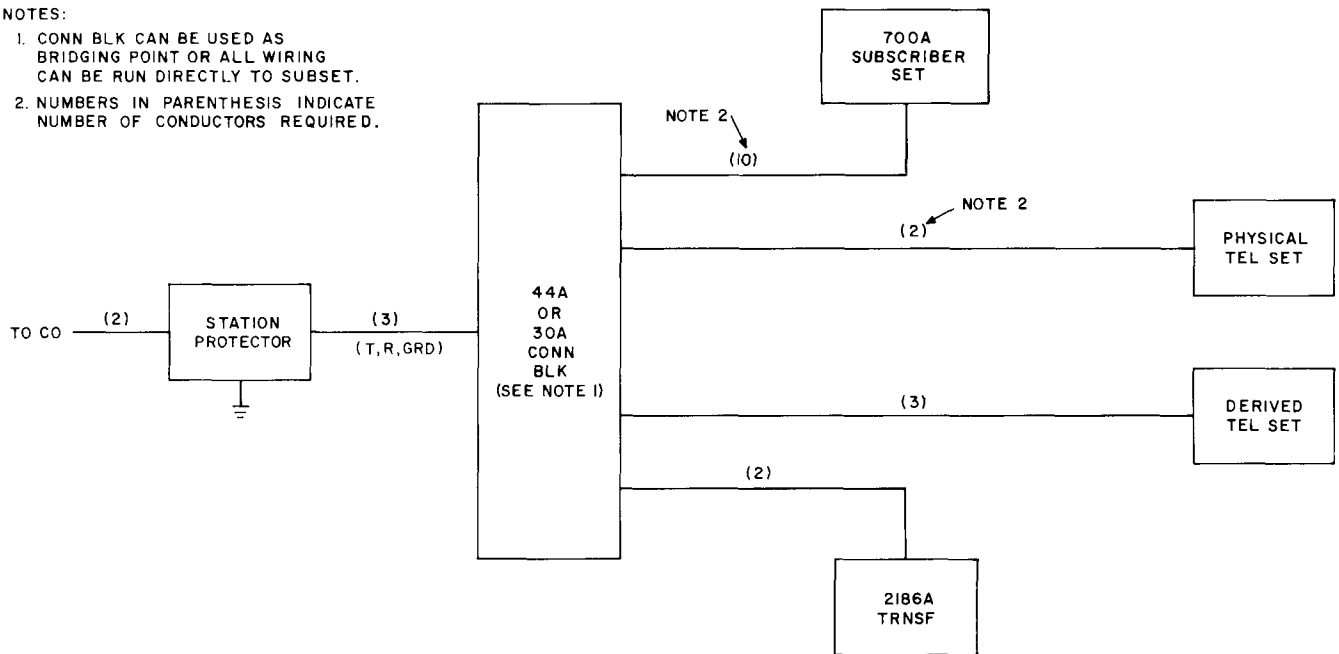 NOTES:
1. CONN BLK CAN BE USED AS
BRIDGING POINT OR ALL WIRING
CAN BE RUN DIRECTLY TO SUBSET.
2. NUMBERS IN PARENTHESIS INDICATE
NUMBER OF CONDUCTORS REQUIRED.
700A
SUBSCRIBER
SET
NOTE 2
(10)
NOTE 2
(2)
PHYSICAL
TEL SET
TO CO
(2)
STATION
PROTECTOR
(3)
(T,R,GRD)
44A
OR
30A
CONN
BLK
(SEE NOTE 1)
(3)
DERIVED
TEL SET
(2)
2186A
TRNSF